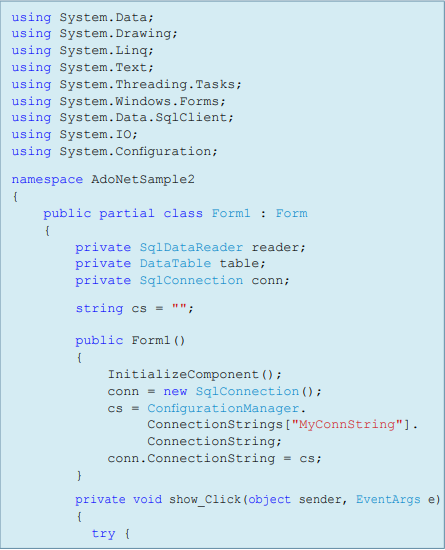 using System.Data;
using System.Drawing;
using System.Linq;
using System.Text;
using System.Threading.Tasks;
using System.Windows.Forms;
using System.Data.SqlClient;
using System.IO;
using System.Configuration;
namespace AdoNetSample2
{
public partial class Form1 : Form
{
private SqlDataReader reader;
private DataTable table;
private SqlConnection conn;
string cs = "";
public Form1()
{
InitializeComponent();
conn = new SqlConnection();
cs = ConfigurationManager.
ConnectionStrings["MyConnString"].
ConnectionString;
conn.ConnectionString = cs;
}
private void show_Click(object sender, EventArgs e)
{
try {